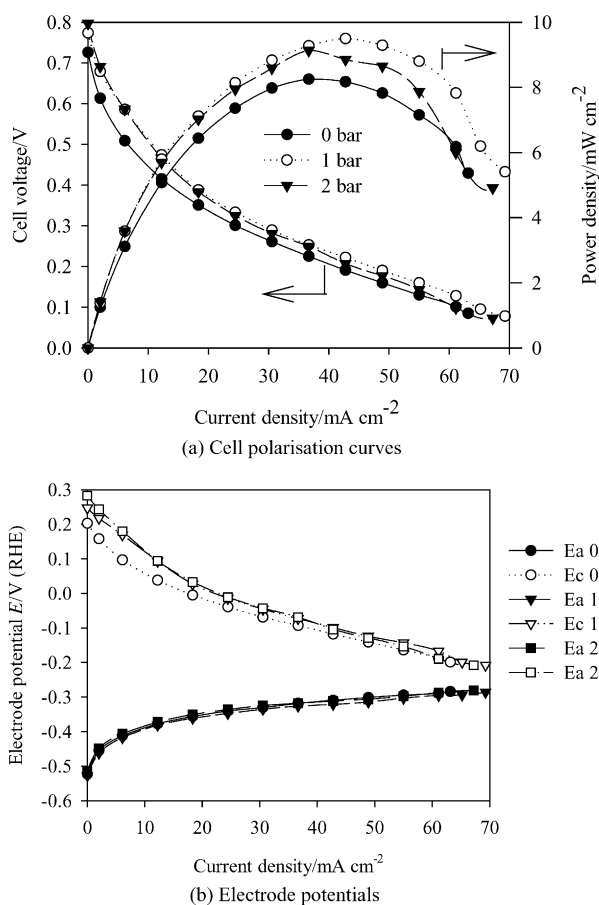 0.8
0.7
0.6
0.5
0.4
0.3
0.2
0.1
0.0
Cell voltage/V
10
8
6
4
2
0
Power density/mW cm-2
0 bar
1 bar
2 bar
0 10 20 30 40 50 60 70
Current density/mA cm-2
(a) Cell polarisation curves
0.3
0.2
0.1
0.0
-0.1
-0.2
-0.3
-0.4
-0.5
-0.6
Electrode potential E/V (RHE)
Ea 0
Ec 0
Ea 1
Ec 1
Ea 2
Ea 2
0 10 20 30 40 50 60 70
Current density/mA cm-2
(b) Electrode potentials